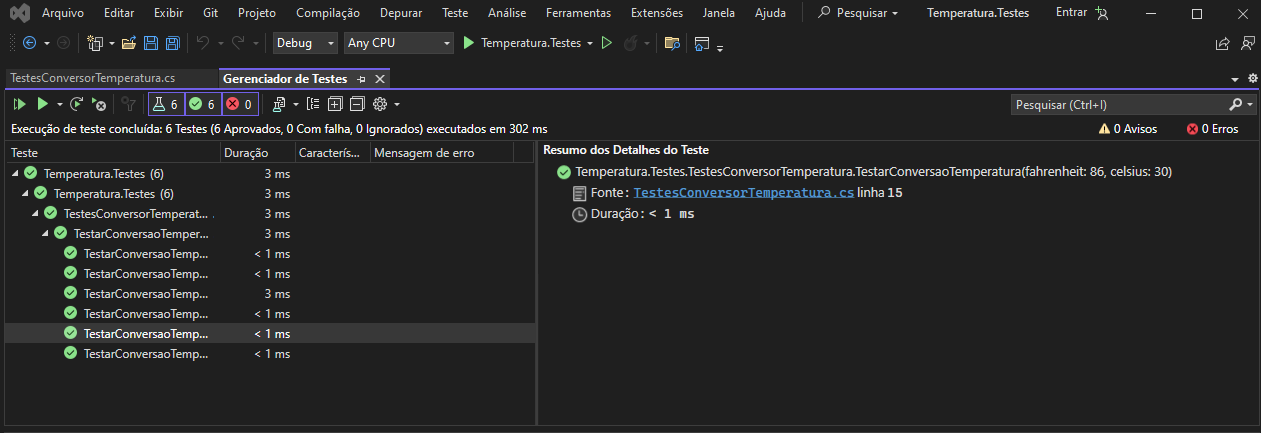 Arquivo Editar Exibir Git Projeto Compilação Depurar Teste Análise Ferramentas Extensões Janela Ajuda Pesquisar Temperatura.Testes Entrar
Debug Any CPU Temperatura.Testes
TestesConversorTemperatura.cs Gerenciador de Testes
6 6 0 Pesquisar (Ctrl+I)
Execução de teste concluída: 6 Testes (6 Aprovados, 0 Com falha, 0 Ignorados) executados em 302 ms 0 Avisos 0 Erros
Teste Duração Caracterís... Mensagem de erro
Temperatura.Testes (6) 3 ms
Temperatura.Testes (6) 3 ms
TestesConversorTemperat... 3 ms
TestarConversaoTemper... 3 ms
TestarConversaoTemp... < 1 ms
TestarConversaoTemp... < 1 ms
TestarConversaoTemp... 3 ms
TestarConversaoTemp... < 1 ms
TestarConversaoTemp... < 1 ms
TestarConversaoTemp... < 1 ms
Resumo dos Detalhes do Teste
Temperatura.Testes.TestesConversorTemperatura.TestarConversaoTemperatura(fahrenheit: 86, celsius: 30)
Fonte: TestesConversorTemperatura.cs linha 15
Duração: < 1 ms